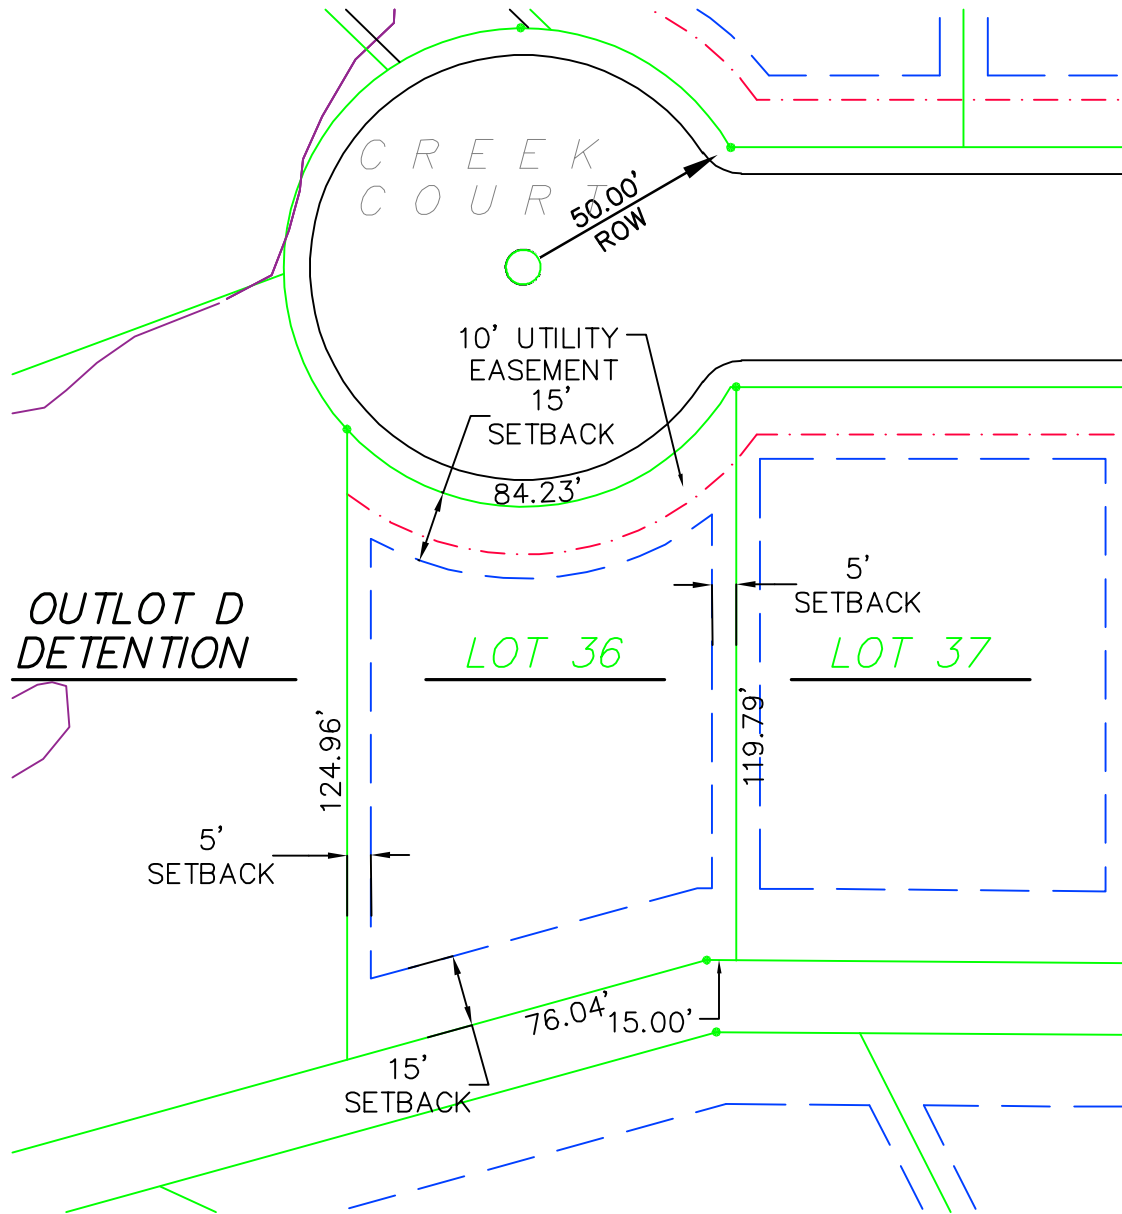 CREEK
COURT
50.00'
ROW
10' UTILITY
EASEMENT
15'
SETBACK
84.23'
5'
SETBACK
OUTLOT D
DETENTION
LOT 36
LOT 37
124.96'
119.79'
5'
SETBACK
76.04'
15.00'
15'
SETBACK